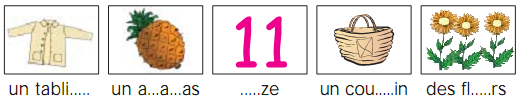 11
un tabli..... un a...a...as .....ze un cou...in des fl.....rs